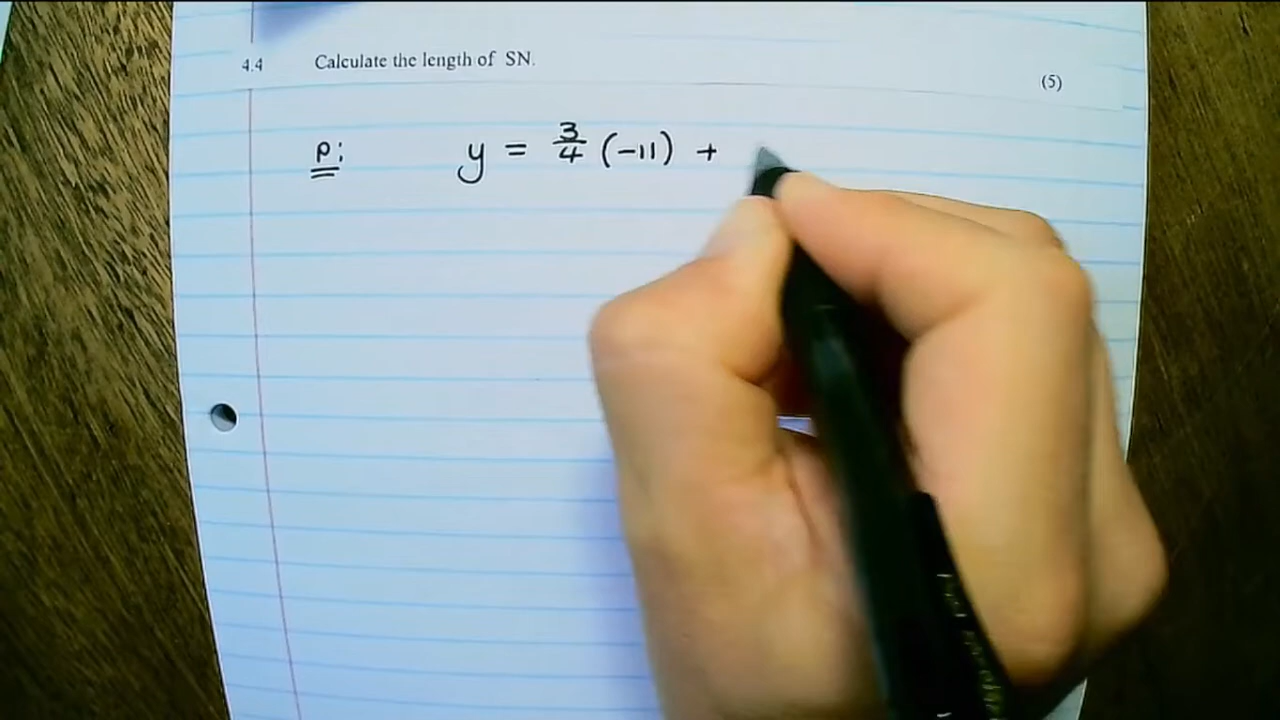 4.4 Calculate the length of SN.
(5)
P: y = 3/4 (-11) +